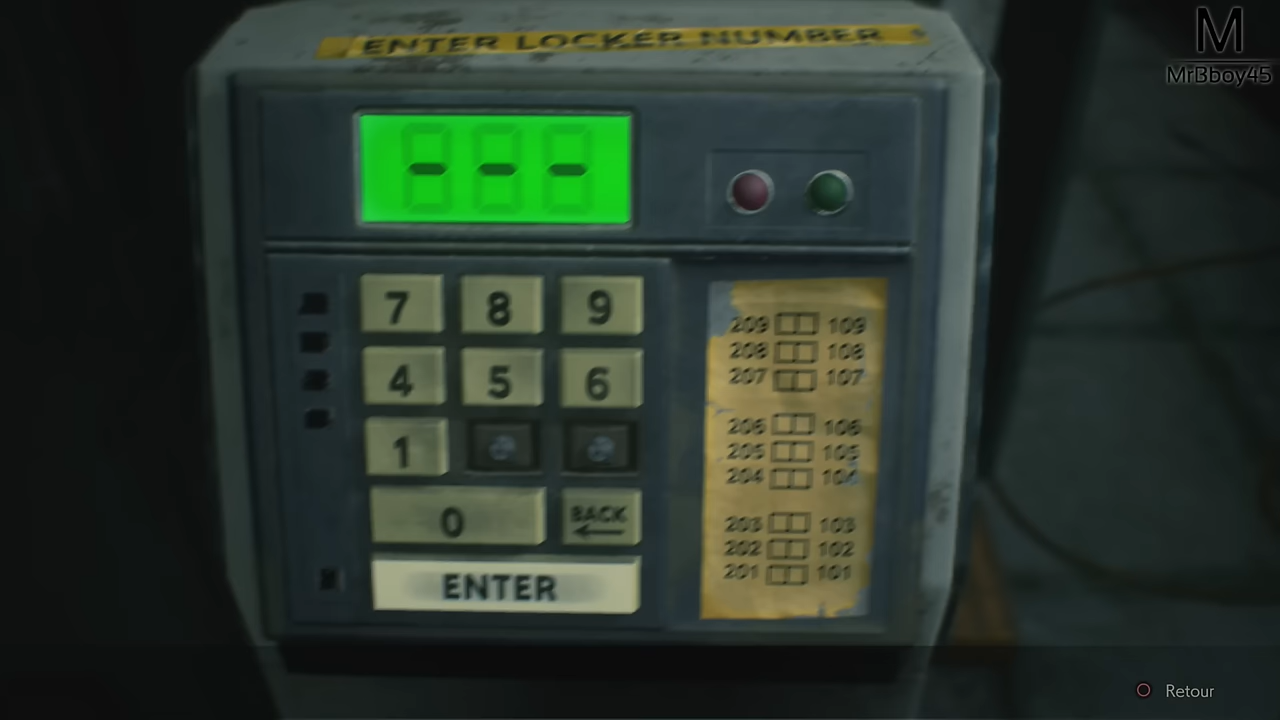 M
MrBboy45
ENTER LOCKER NUMBER
---
7 8 9
4 5 6
1
0 BACK
ENTER
209 109
208 108
207 107
206 106
205 105
204 104
203 103
202 102
201 101
Retour